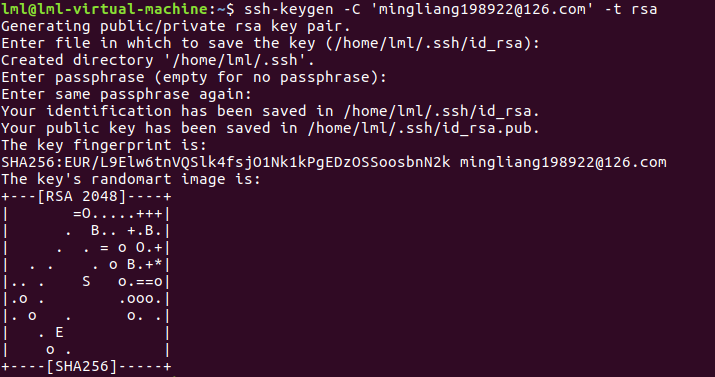 lml@lml-virtual-machine:~$ ssh-keygen -C 'mingliang198922@126.com' -t rsa
Generating public/private rsa key pair.
Enter file in which to save the key (/home/lml/.ssh/id_rsa):
Created directory '/home/lml/.ssh'.
Enter passphrase (empty for no passphrase):
Enter same passphrase again:
Your identification has been saved in /home/lml/.ssh/id_rsa.
Your public key has been saved in /home/lml/.ssh/id_rsa.pub.
The key fingerprint is:
SHA256:EUR/L9Elw6tnVQSlk4fsjO1Nk1kPgEDzOSSoosbnN2k mingliang198922@126.com
The key's randomart image is:
+---[RSA 2048]----+
|       =O.....+++|
|      .  B.. +.B.|
|     .  . = o O.+|
|  . .    . o B.+*|
|.. .    S   o.==o|
|.o .        .ooo.|
|. o   .      o. .|
|   . E           |
|    o .          |
+----[SHA256]-----+